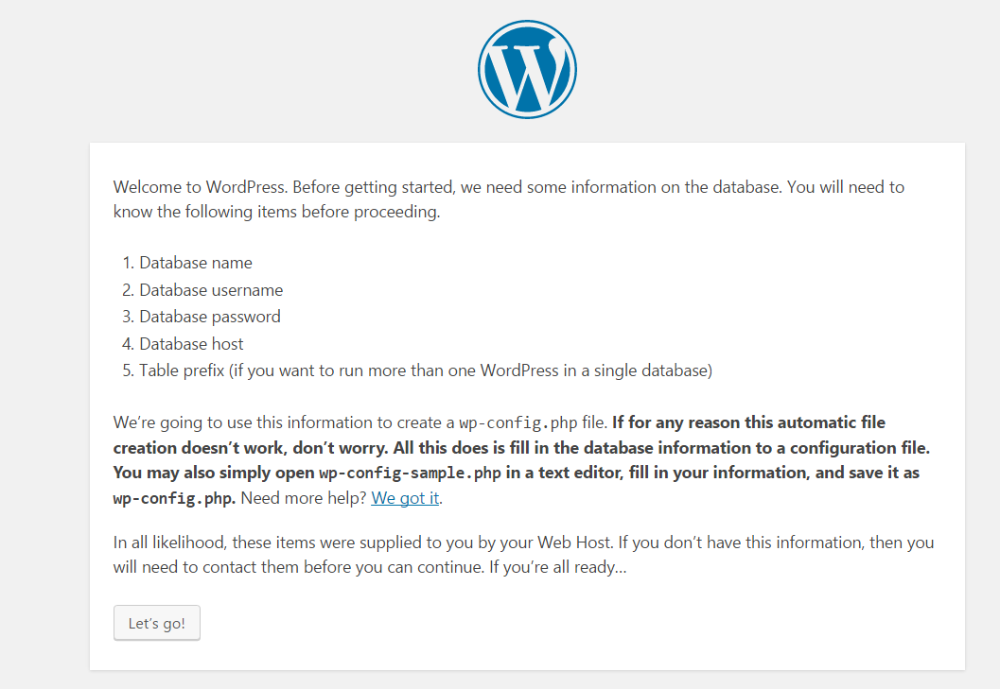 W
Welcome to WordPress. Before getting started, we need some information on the database. You will need to
know the following items before proceeding.
1. Database name
2. Database username
3. Database password
4. Database host
5. Table prefix (if you want to run more than one WordPress in a single database)
We’re going to use this information to create a wp-config.php file. If for any reason this automatic file
creation doesn’t work, don’t worry. All this does is fill in the database information to a configuration file.
You may also simply open wp-config-sample.php in a text editor, fill in your information, and save it as
wp-config.php. Need more help? We got it.
In all likelihood, these items were supplied to you by your Web Host. If you don’t have this information, then you
will need to contact them before you can continue. If you’re all ready…
Let’s go!